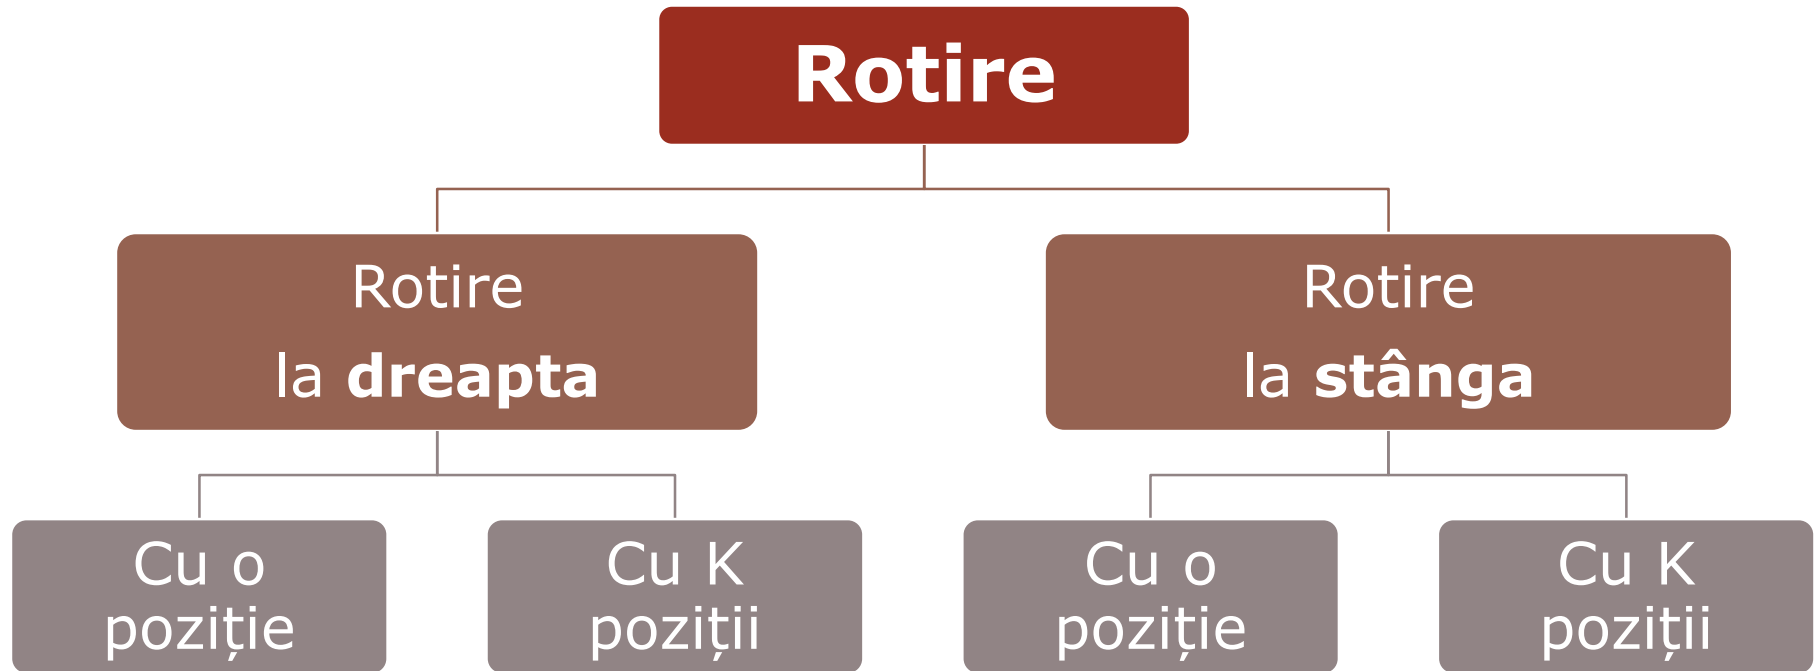 Rotire
Rotire
la dreapta
Rotire
la stânga
Cu o
poziție
Cu K
poziții
Cu o
poziție
Cu K
poziții